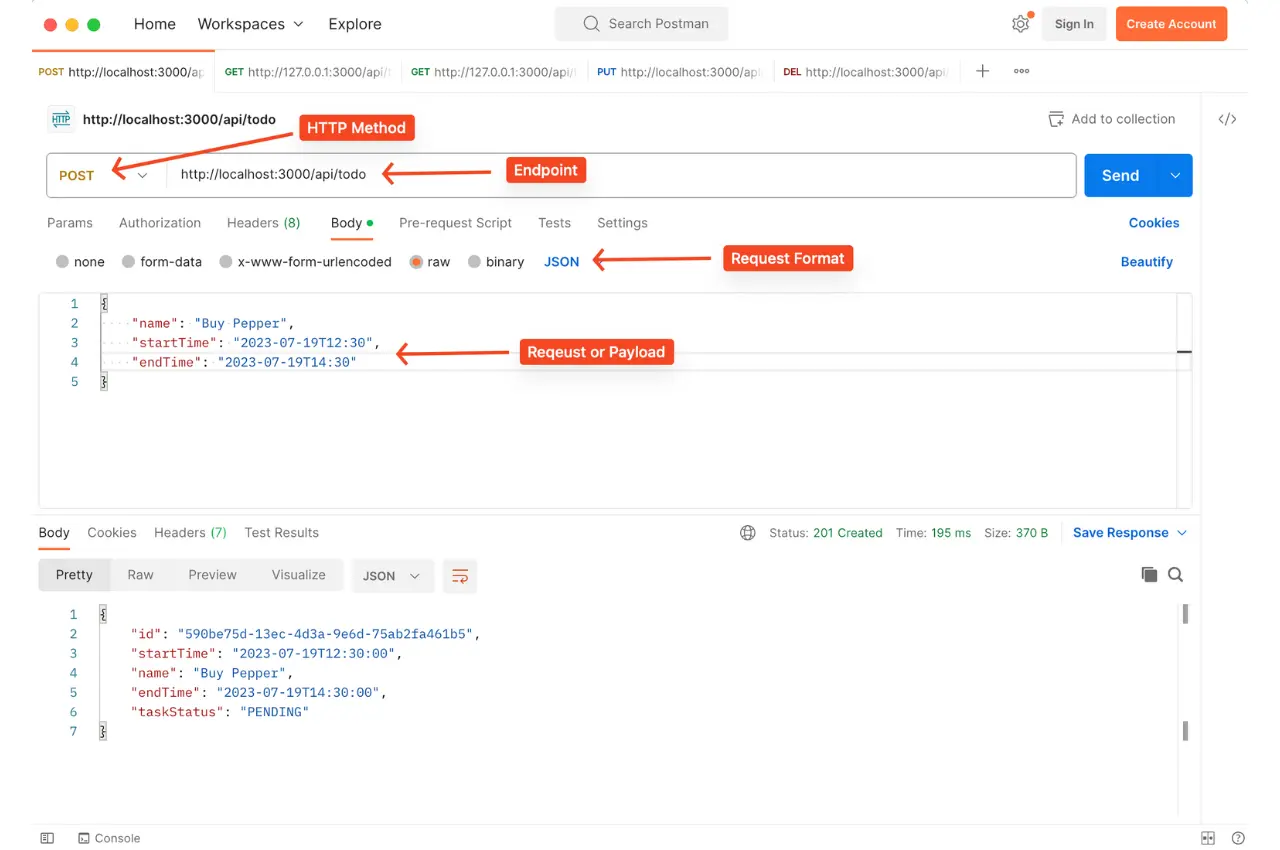 Home Workspaces Explore Search Postman Sign In Create Account
POST http://localhost:3000/ap GET http://127.0.0.1:3000/api/ GET http://127.0.0.1:3000/api/ PUT http://localhost:3000/api DEL http://localhost:3000/api/
HTTP http://localhost:3000/api/todo Add to collection
HTTP Method
POST http://localhost:3000/api/todo Send
Endpoint
Params Authorization Headers (8) Body Pre-request Script Tests Settings Cookies
none form-data x-www-form-urlencoded raw binary JSON Beautify
Request Format
1 {
2 "name": "Buy Pepper",
3 "startTime": "2023-07-19T12:30",
4 "endTime": "2023-07-19T14:30"
5 }
Reqeust or Payload
Body Cookies Headers (7) Test Results Status: 201 Created Time: 195 ms Size: 370 B Save Response
Pretty Raw Preview Visualize JSON
1 {
2 "id": "590be75d-13ec-4d3a-9e6d-75ab2fa461b5",
3 "startTime": "2023-07-19T12:30:00",
4 "name": "Buy Pepper",
5 "endTime": "2023-07-19T14:30:00",
6 "taskStatus": "PENDING"
7 }
Console